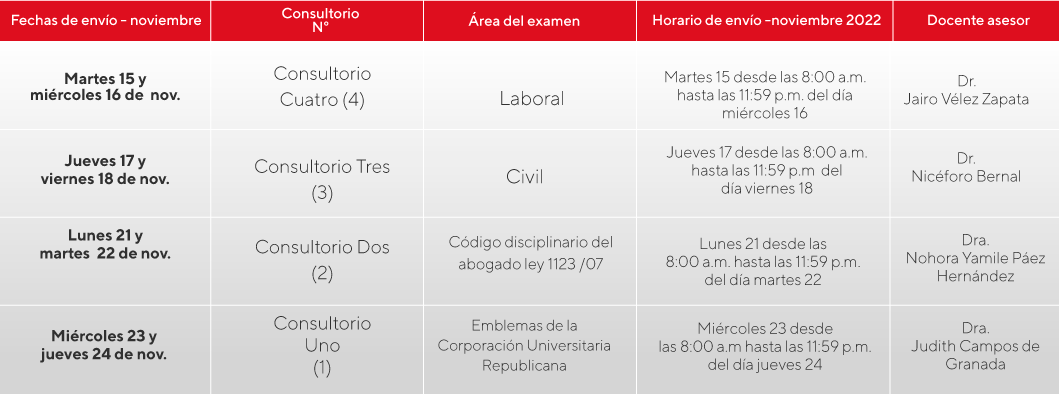 Fechas de envío - noviembre
Consultorio
N°
Área del examen
Horario de envío -noviembre 2022
Docente asesor
Martes 15 y
miércoles 16 de nov.
Consultorio
Cuatro (4)
Laboral
Martes 15 desde las 8:00 a.m.
hasta las 11:59 p.m. del día
miércoles 16
Dr.
Jairo Vélez Zapata
Jueves 17 y
viernes 18 de nov.
Consultorio Tres
(3)
Civil
Jueves 17 desde las 8:00 a.m.
hasta las 11:59 p.m del
día viernes 18
Dr.
Nicéforo Bernal
Lunes 21 y
martes 22 de nov.
Consultorio Dos
(2)
Código disciplinario del
abogado ley 1123 /07
Lunes 21 desde las
8:00 a.m. hasta las 11:59 p.m.
del día martes 22
Dra.
Nohora Yamile Páez
Hernández
Miércoles 23 y
jueves 24 de nov.
Consultorio
Uno
(1)
Emblemas de la
Corporación Universitaria
Republicana
Miércoles 23 desde
las 8:00 a.m hasta las 11:59 p.m.
del día jueves 24
Dra.
Judith Campos de
Granada